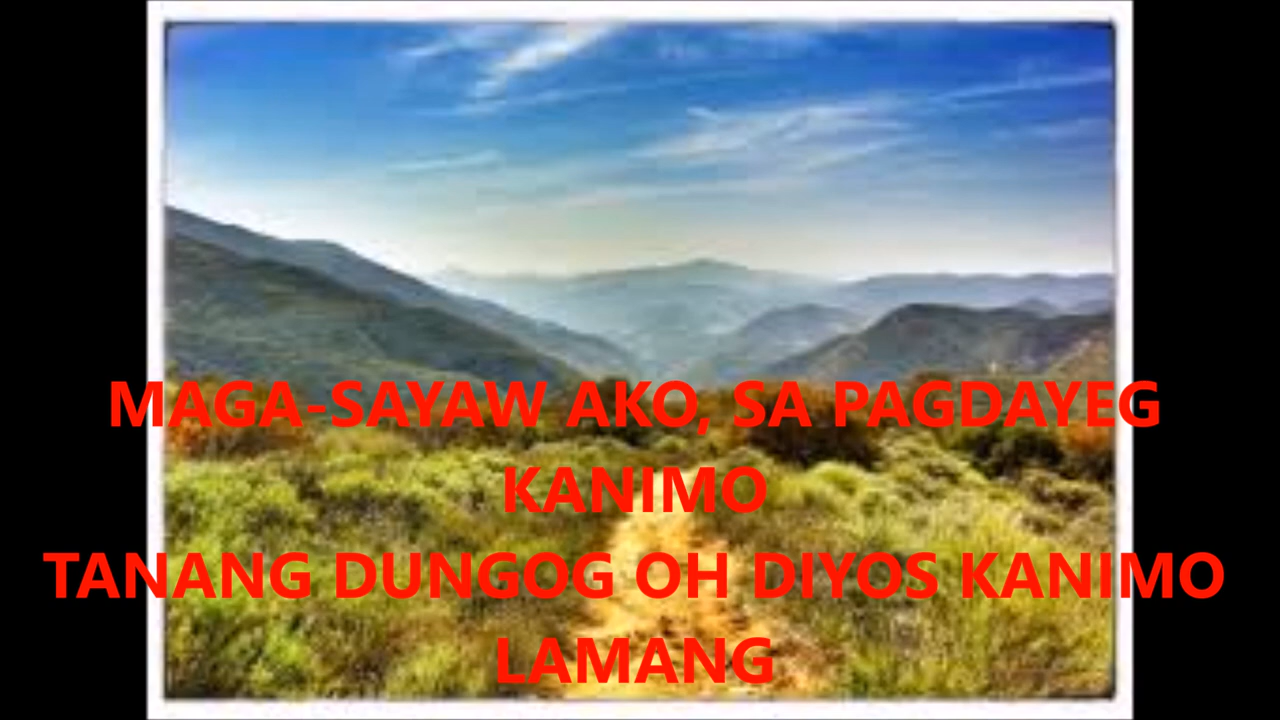 MAGA-SAYAW AKO, SA PAGDAYEG
KANIMO
TANANG DUNGOG OH DIYOS KANIMO
LAMANG